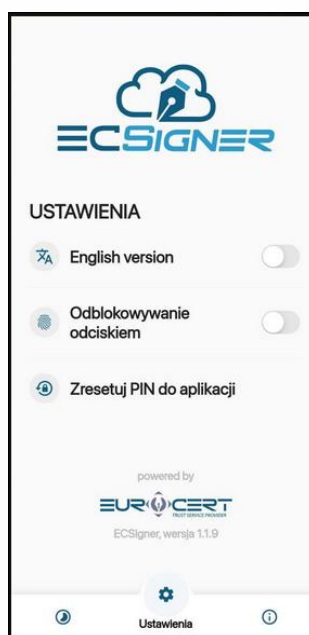 ECSIGNER
USTAWIENIA
English version
Odblokowywanie
odciskiem
Zresetuj PIN do aplikacji
powered by
EUROCERT
TRUST SERVICE PROVIDER
ECSigner, wersja 1.1.9
Ustawienia